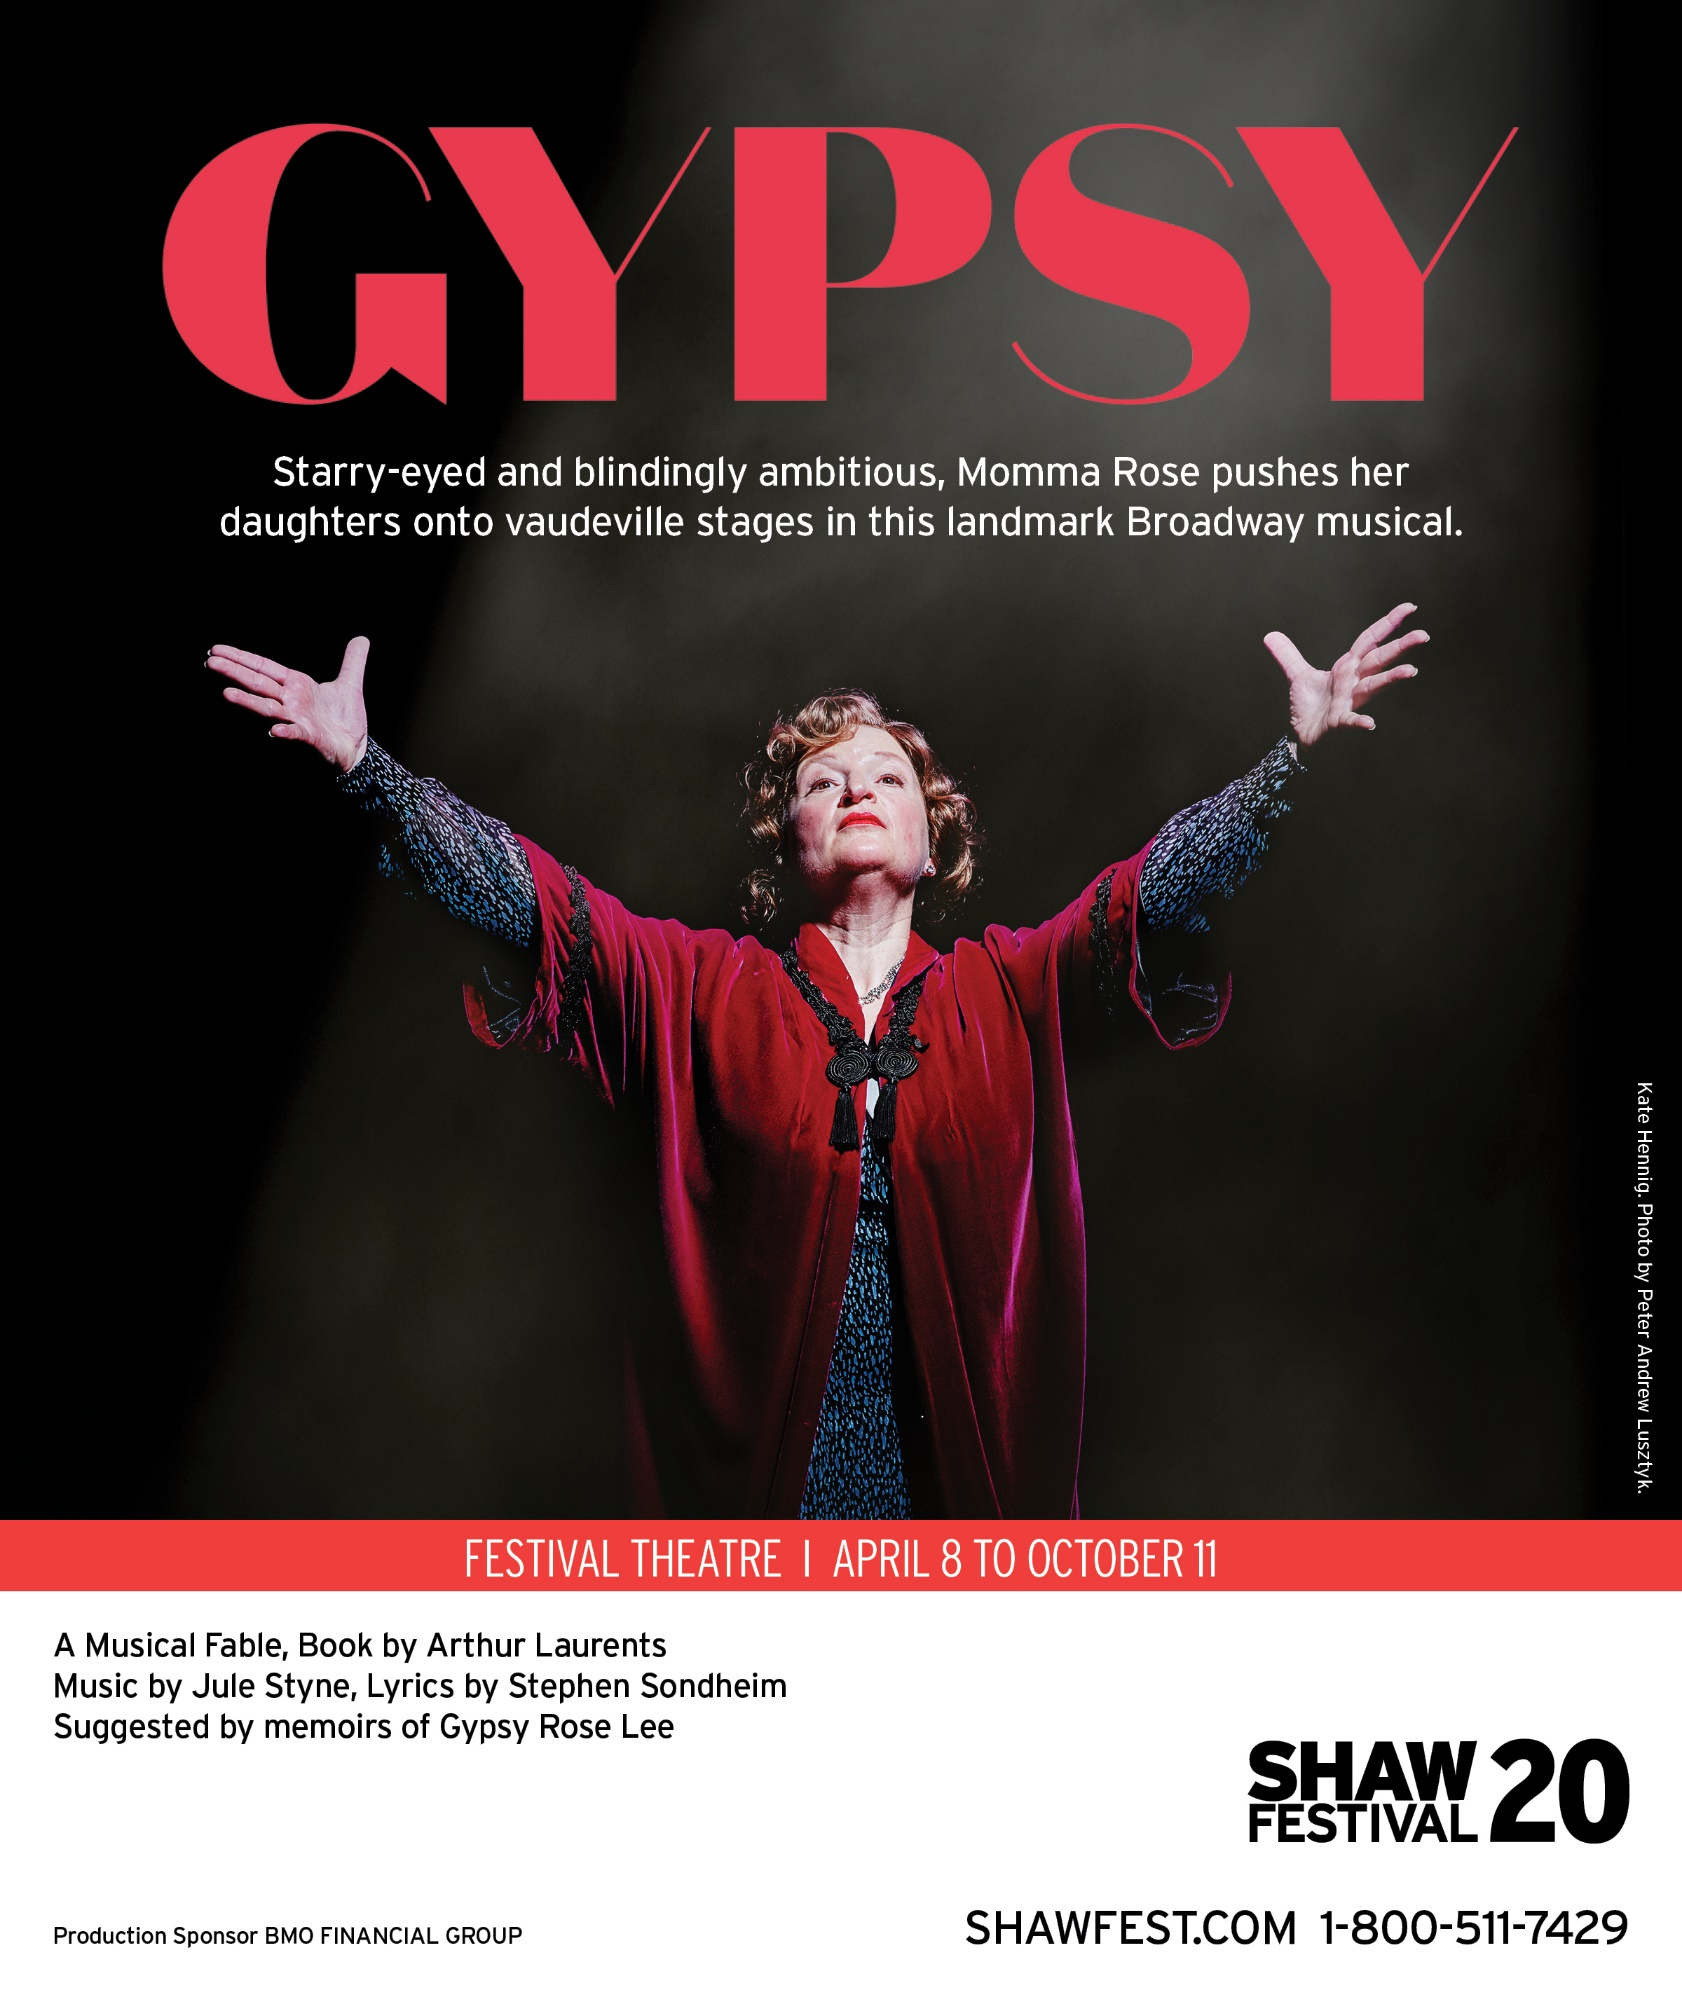 GYPSY
Starry-eyed and blindingly ambitious, Momma Rose pushes her
daughters onto vaudeville stages in this landmark Broadway musical.
Kate Hennig. Photo by Peter Andrew Lusztyk.
FESTIVAL THEATRE | APRIL 8 TO OCTOBER 11
A Musical Fable, Book by Arthur Laurents
Music by Jule Styne, Lyrics by Stephen Sondheim
Suggested by memoirs of Gypsy Rose Lee
SHAW
FESTIVAL 20
Production Sponsor BMO FINANCIAL GROUP
SHAWFEST.COM 1-800-511-7429